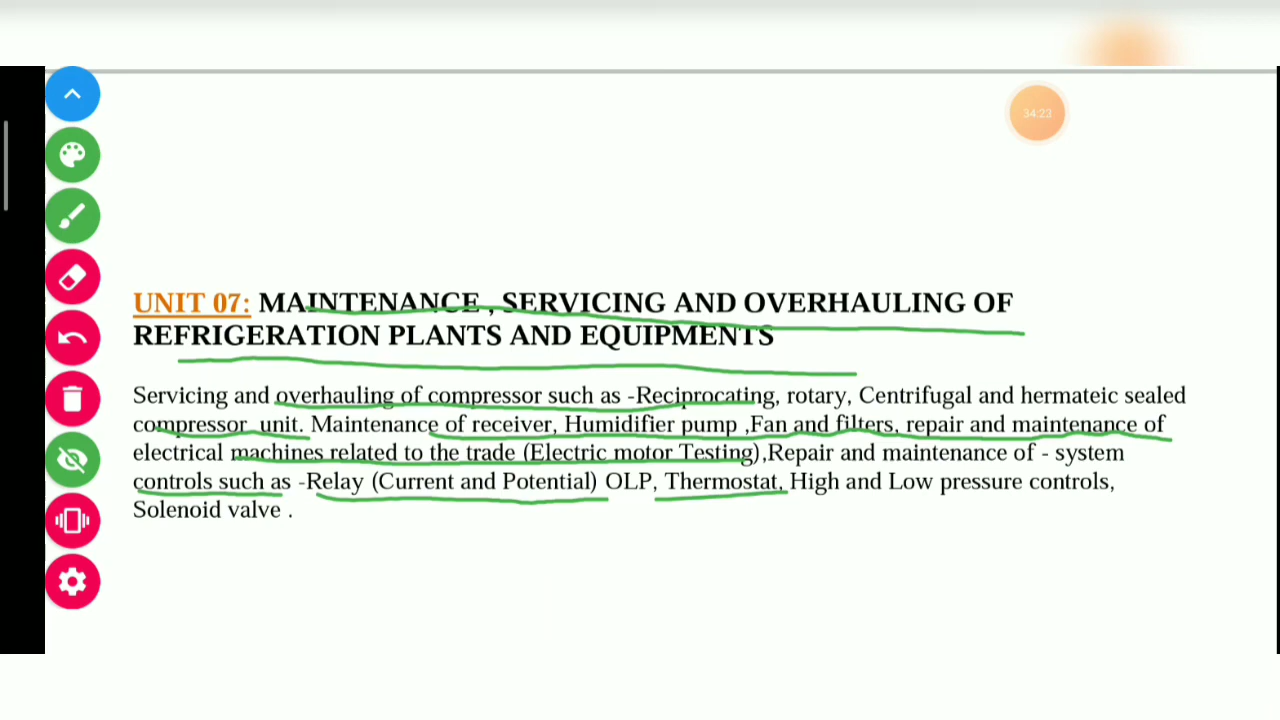 34:23
UNIT 07: MAINTENANCE , SERVICING AND OVERHAULING OF
REFRIGERATION PLANTS AND EQUIPMENTS
Servicing and overhauling of compressor such as -Reciprocating, rotary, Centrifugal and hermateic sealed
compressor unit. Maintenance of receiver, Humidifier pump ,Fan and filters, repair and maintenance of
electrical machines related to the trade (Electric motor Testing),Repair and maintenance of - system
controls such as -Relay (Current and Potential) OLP, Thermostat, High and Low pressure controls,
Solenoid valve .